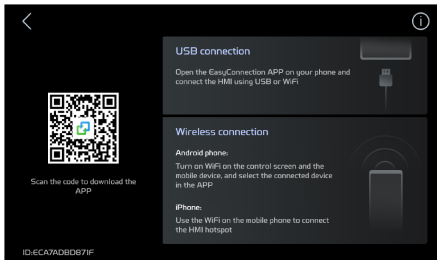 USB connection
Open the EasyConnection APP on your phone and
connect the HMI using USB or WiFi
Wireless connection
Android phone:
Turn on WiFi on the control screen and the
mobile device, and select the connected device
in the APP
iPhone:
Use the WiFi on the mobile phone to connect
the HMI hotspot
Scan the code to download the
APP
ID:ECA7ADBD871F